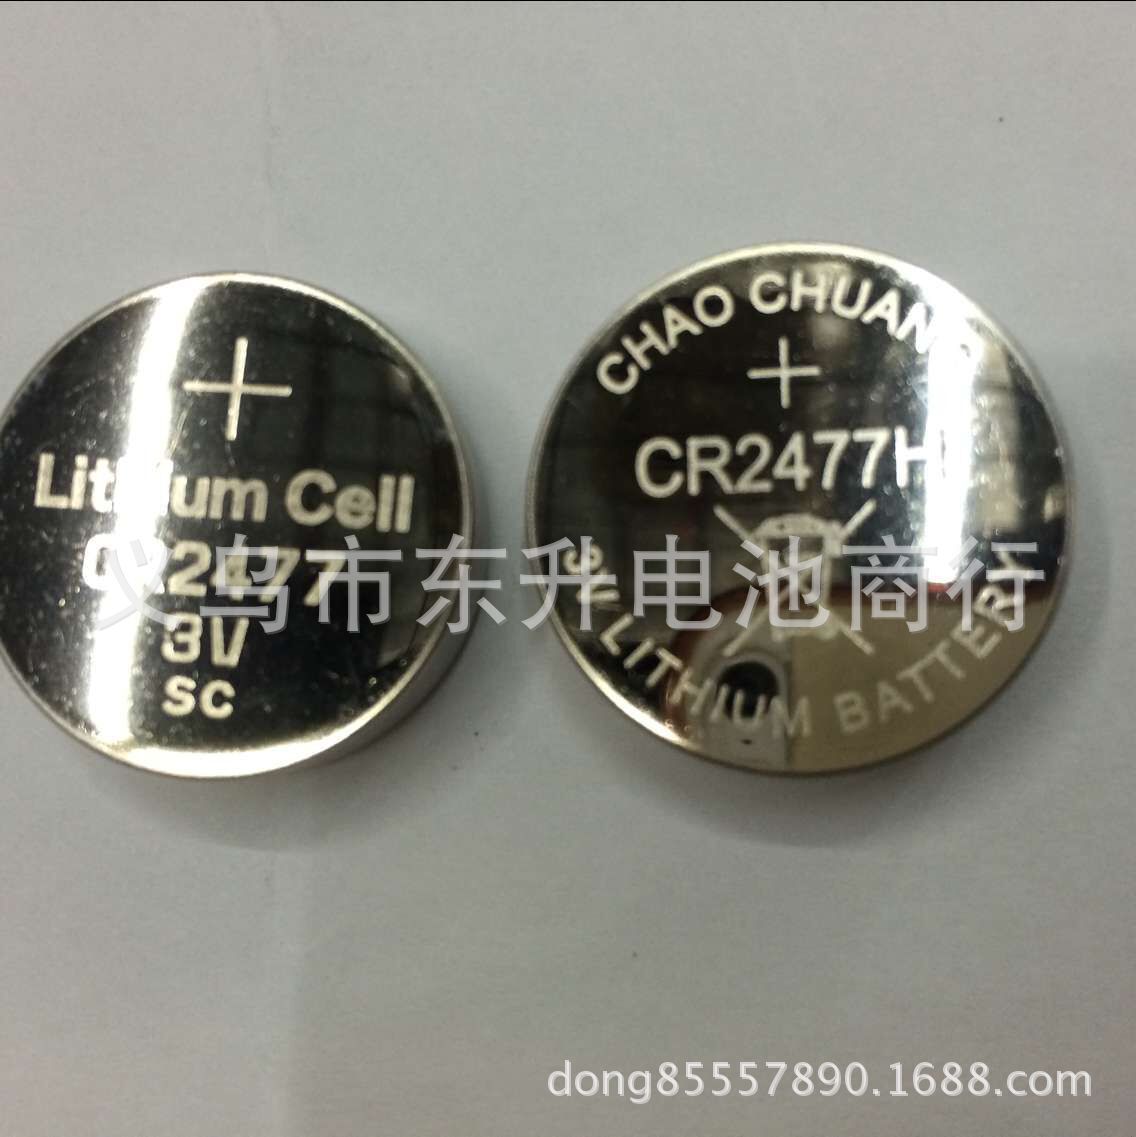 +
Lithium Cell
CR2477
3V
SC
CHAO CHUANG
+
CR2477H
3V LITHIUM BATTERY
义乌市东升电池商行
dong85557890.1688.com